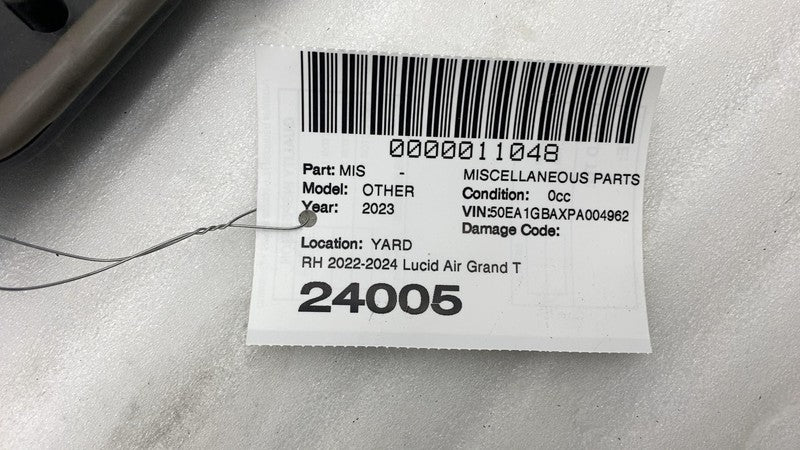 0000011048
Part: MIS - MISCELLANEOUS PARTS
Model: OTHER Condition: 0cc
Year: 2023 VIN:50EA1GBAXPA004962
Damage Code:
Location: YARD
RH 2022-2024 Lucid Air Grand T
24005